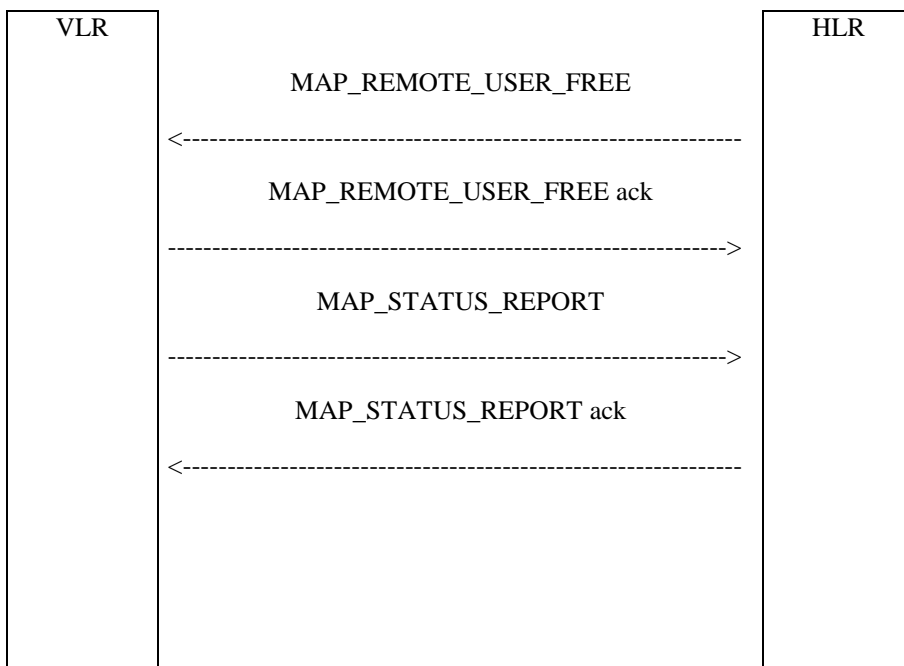 VLR HLR
MAP_REMOTE_USER_FREE
MAP_REMOTE_USER_FREE ack
MAP_STATUS_REPORT
MAP_STATUS_REPORT ack